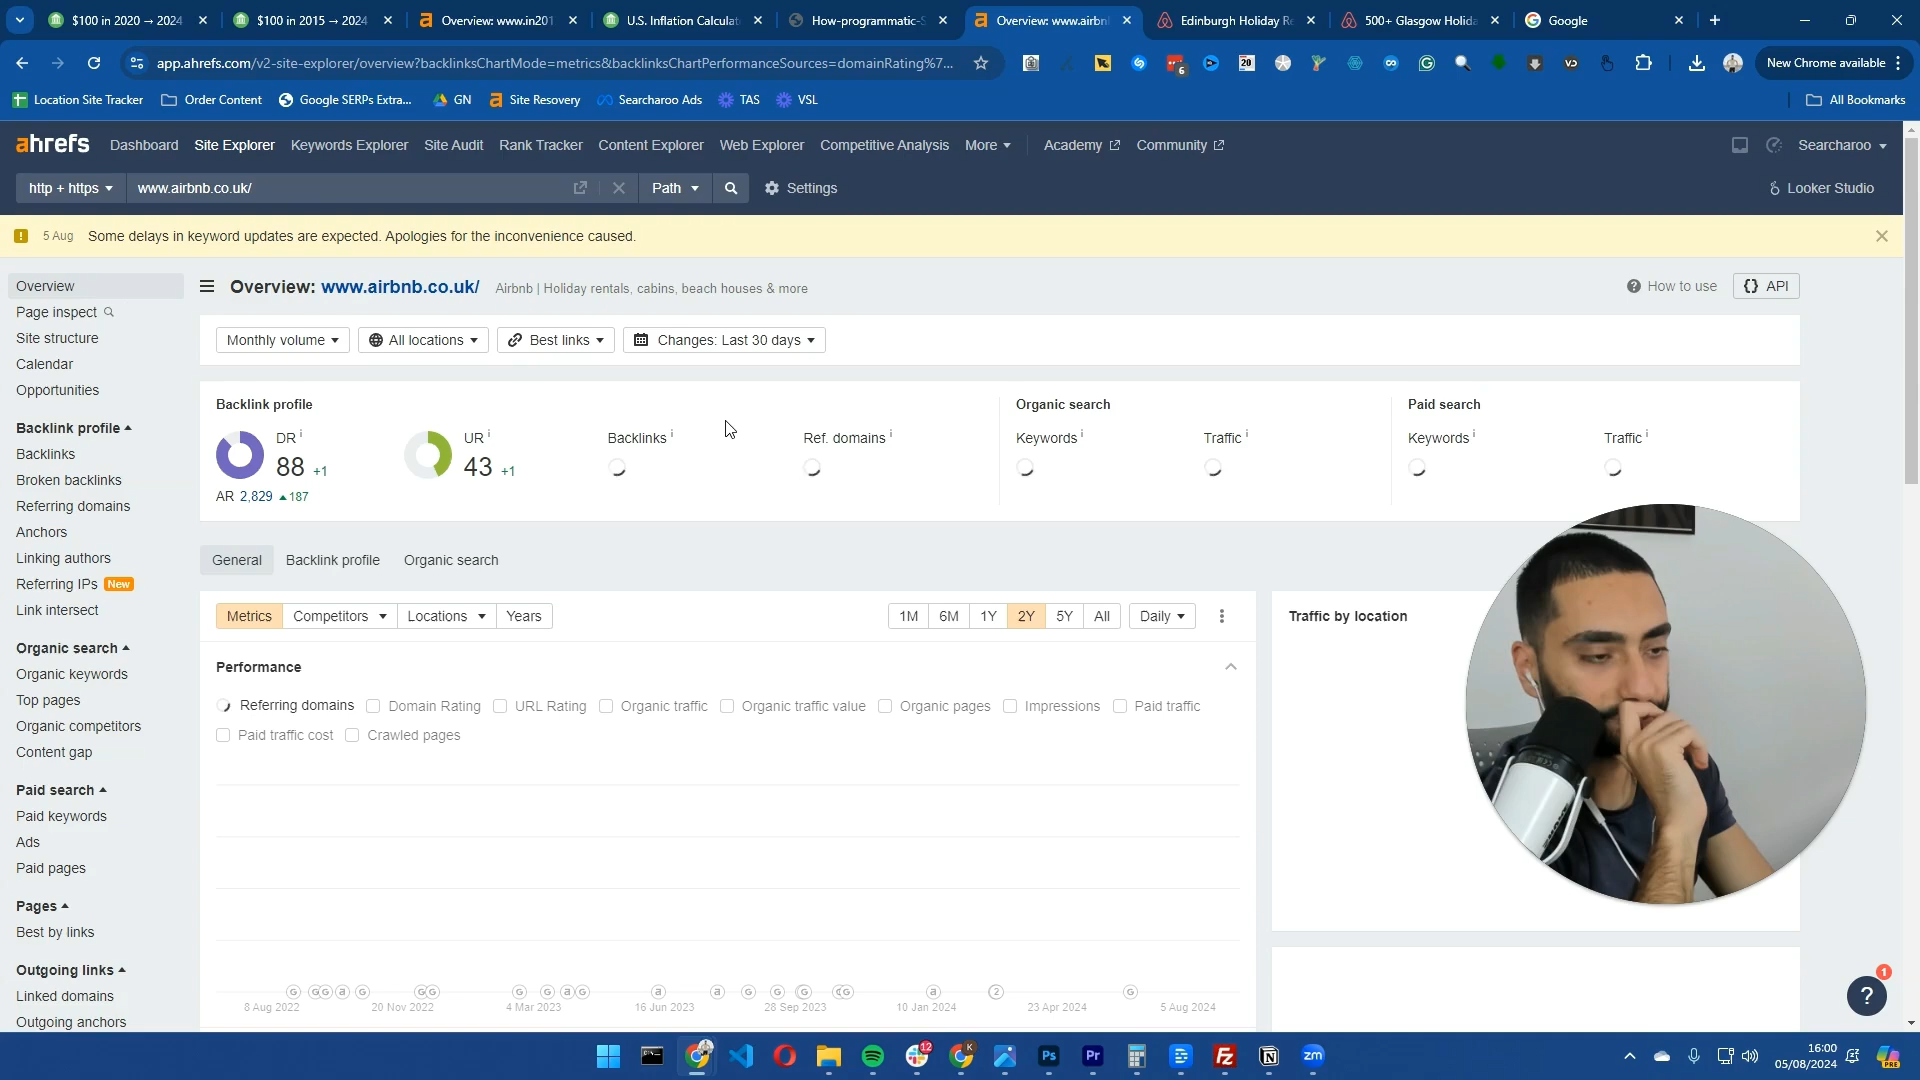 $100 in 2020 → 2024
$100 in 2015 → 2024
Overview: www.in201
U.S. Inflation Calculat
How-programmatic-S
Overview: www.airbn
Edinburgh Holiday Re
500+ Glasgow Holida
Google
app.ahrefs.com/v2-site-explorer/overview?backlinksChartMode=metrics&backlinksChartPerformanceSources=domainRating%7...
6
20
New Chrome available
Location Site Tracker
Order Content
Google SERPs Extra...
GN
Site Recovery
Searcharoo Ads
TAS
VSL
All Bookmarks
ahrefs
Dashboard
Site Explorer
Keywords Explorer
Site Audit
Rank Tracker
Content Explorer
Web Explorer
Competitive Analysis
More
Academy
Community
Searcharoo
http + https
www.airbnb.co.uk/
Path
Settings
Looker Studio
5 Aug
Some delays in keyword updates are expected. Apologies for the inconvenience caused.
Overview
Page inspect
Site structure
Calendar
Opportunities
Backlink profile
Backlinks
Broken backlinks
Referring domains
Anchors
Linking authors
Referring IPs New
Link intersect
Organic search
Organic keywords
Top pages
Organic competitors
Content gap
Paid search
Paid keywords
Ads
Paid pages
Pages
Best by links
Outgoing links
Linked domains
Outgoing anchors
Overview: www.airbnb.co.uk/
Airbnb | Holiday rentals, cabins, beach houses & more
How to use
{} API
Monthly volume
All locations
Best links
Changes: Last 30 days
Backlink profile
DR
88 +1
AR 2,829 187
UR
43 +1
Backlinks
Ref. domains
Organic search
Keywords
Traffic
Paid search
Keywords
Traffic
General
Backlink profile
Organic search
Metrics
Competitors
Locations
Years
1M
6M
1Y
2Y
5Y
All
Daily
Traffic by location
Performance
Referring domains
Domain Rating
URL Rating
Organic traffic
Organic traffic value
Organic pages
Impressions
Paid traffic
Paid traffic cost
Crawled pages
8 Aug 2022
20 Nov 2022
4 Mar 2023
16 Jun 2023
28 Sep 2023
10 Jan 2024
23 Apr 2024
5 Aug 2024
1
?
12
K
Ps
Pr
Fz
zm
16:00
05/08/2024
PRE